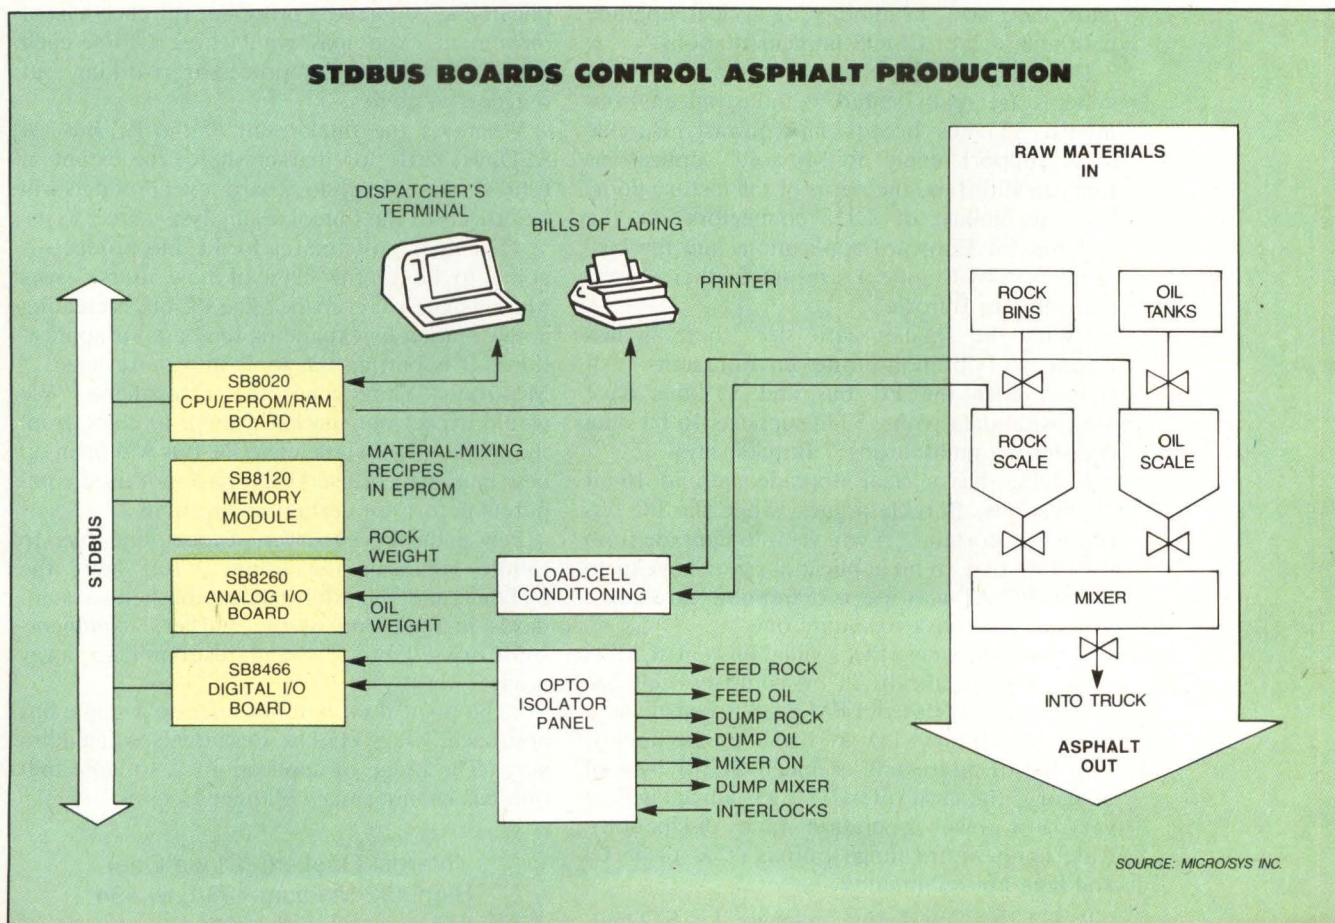 STDBUS BOARDS CONTROL ASPHALT PRODUCTION
DISPATCHER'S
TERMINAL
BILLS OF LADING
PRINTER
STDBUS
SB8020
CPU/EPROM/RAM
BOARD
SB8120
MEMORY
MODULE
MATERIAL-MIXING
RECIPES
IN EPROM
SB8260
ANALOG I/O
BOARD
ROCK
WEIGHT
OIL
WEIGHT
SB8466
DIGITAL I/O
BOARD
LOAD-CELL
CONDITIONING
OPTO
ISOLATOR
PANEL
FEED ROCK
FEED OIL
DUMP ROCK
DUMP OIL
MIXER ON
DUMP MIXER
INTERLOCKS
RAW MATERIALS
IN
ROCK
BINS
OIL
TANKS
ROCK
SCALE
OIL
SCALE
MIXER
INTO TRUCK
ASPHALT
OUT
SOURCE: MICRO/SYS INC.